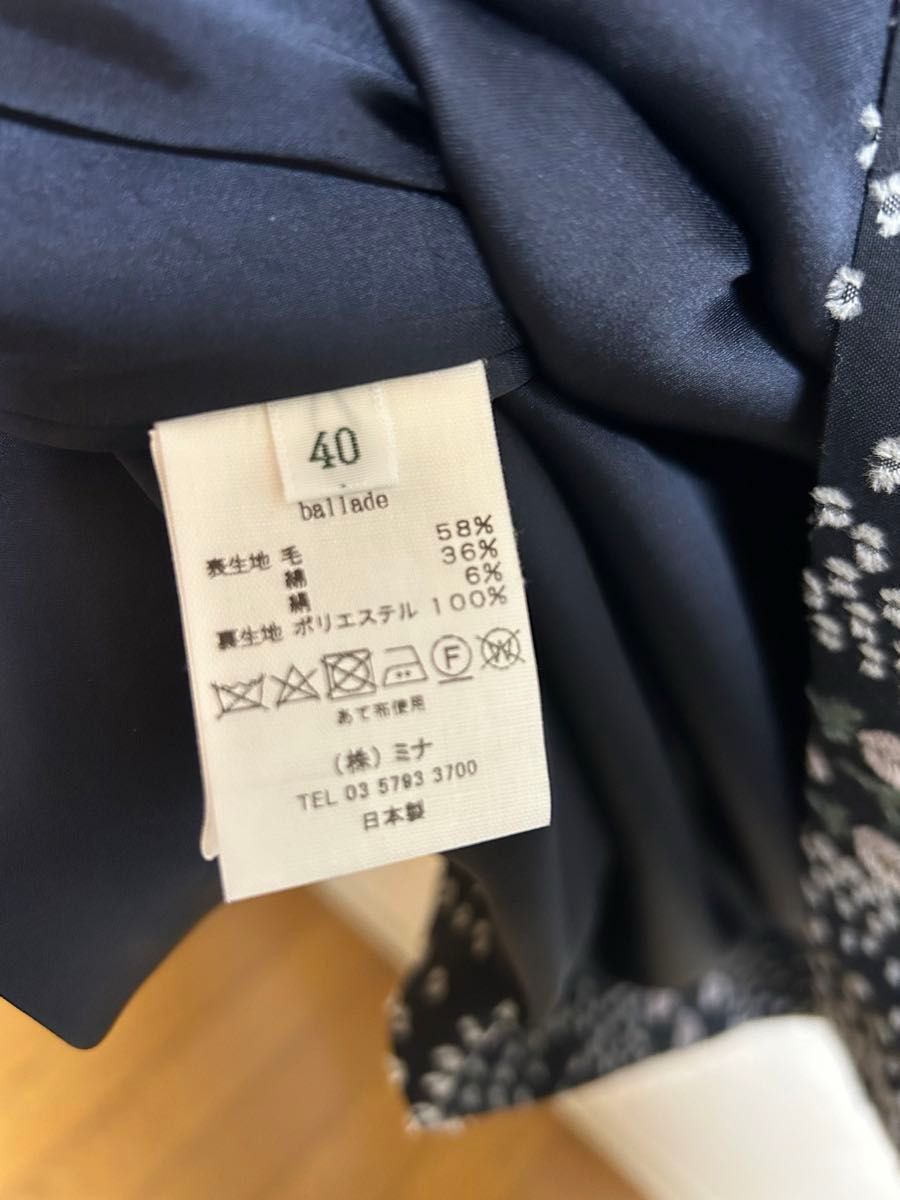 40
ballade
表生地 毛 58%
綿 36%
絹 6%
裏生地 ポリエステル 100%
F W
あて布使用
(株) ミナ
TEL 03 5793 3700
日本製